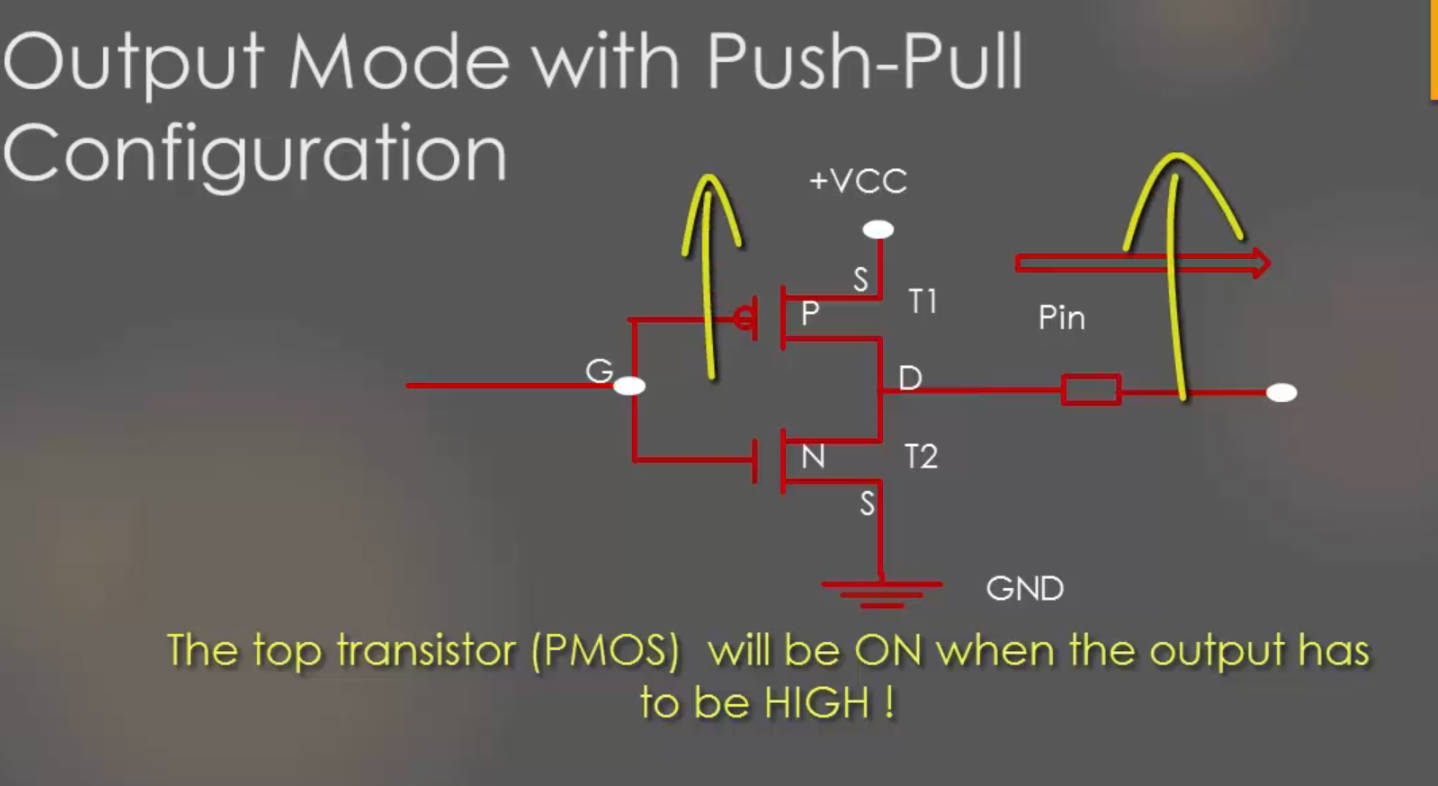 Output Mode with Push-Pull
Configuration
+VCC
S
T1
P
Pin
G
D
N
T2
S
GND
The top transistor (PMOS) will be ON when the output has
to be HIGH !